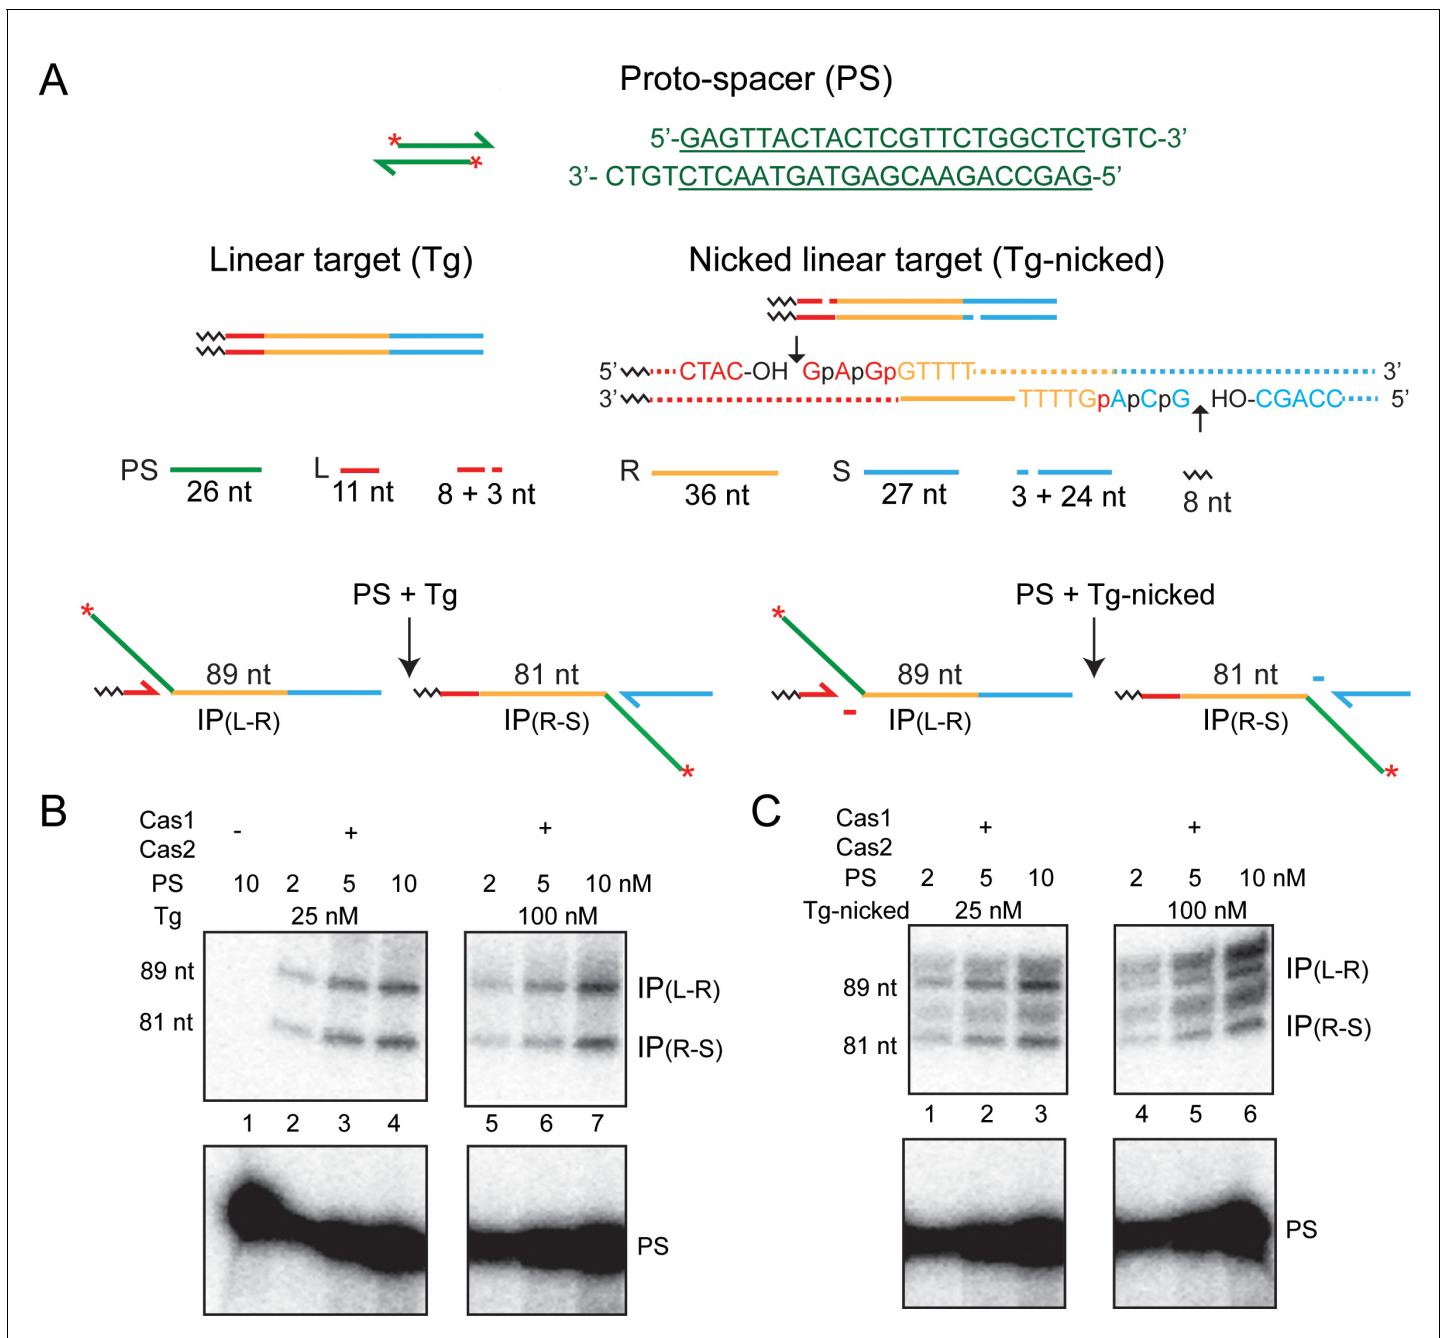 A
Proto-spacer (PS)
5’-GAGTTACTACTCGTTCTGGCTCTGTC-3’
3’- CTGTCTCAATGATGAGCAAGACCGAG-5’
Linear target (Tg)
Nicked linear target (Tg-nicked)
5’ CTAC-OH GpApGpGTTTT 3’
3’ TTTTGpApCpG HO-CGACC 5’
PS 26 nt
L 11 nt
8 + 3 nt
R 36 nt
S 27 nt
3 + 24 nt
8 nt
PS + Tg
* 89 nt
IP(L-R)
81 nt
IP(R-S) *
PS + Tg-nicked
* 89 nt
IP(L-R)
81 nt
IP(R-S) *
B
Cas1 Cas2 - + +
PS 10 2 5 10 2 5 10 nM
Tg 25 nM 100 nM
89 nt IP(L-R)
81 nt IP(R-S)
1 2 3 4 5 6 7
PS
C
Cas1 Cas2 + +
PS 2 5 10 2 5 10 nM
Tg-nicked 25 nM 100 nM
89 nt IP(L-R)
81 nt IP(R-S)
1 2 3 4 5 6
PS